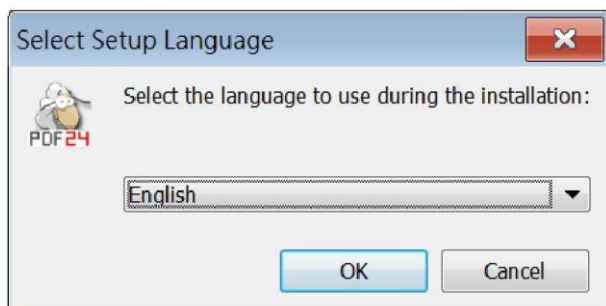 Select Setup Language
Select the language to use during the installation:
PDF24
English
OK
Cancel